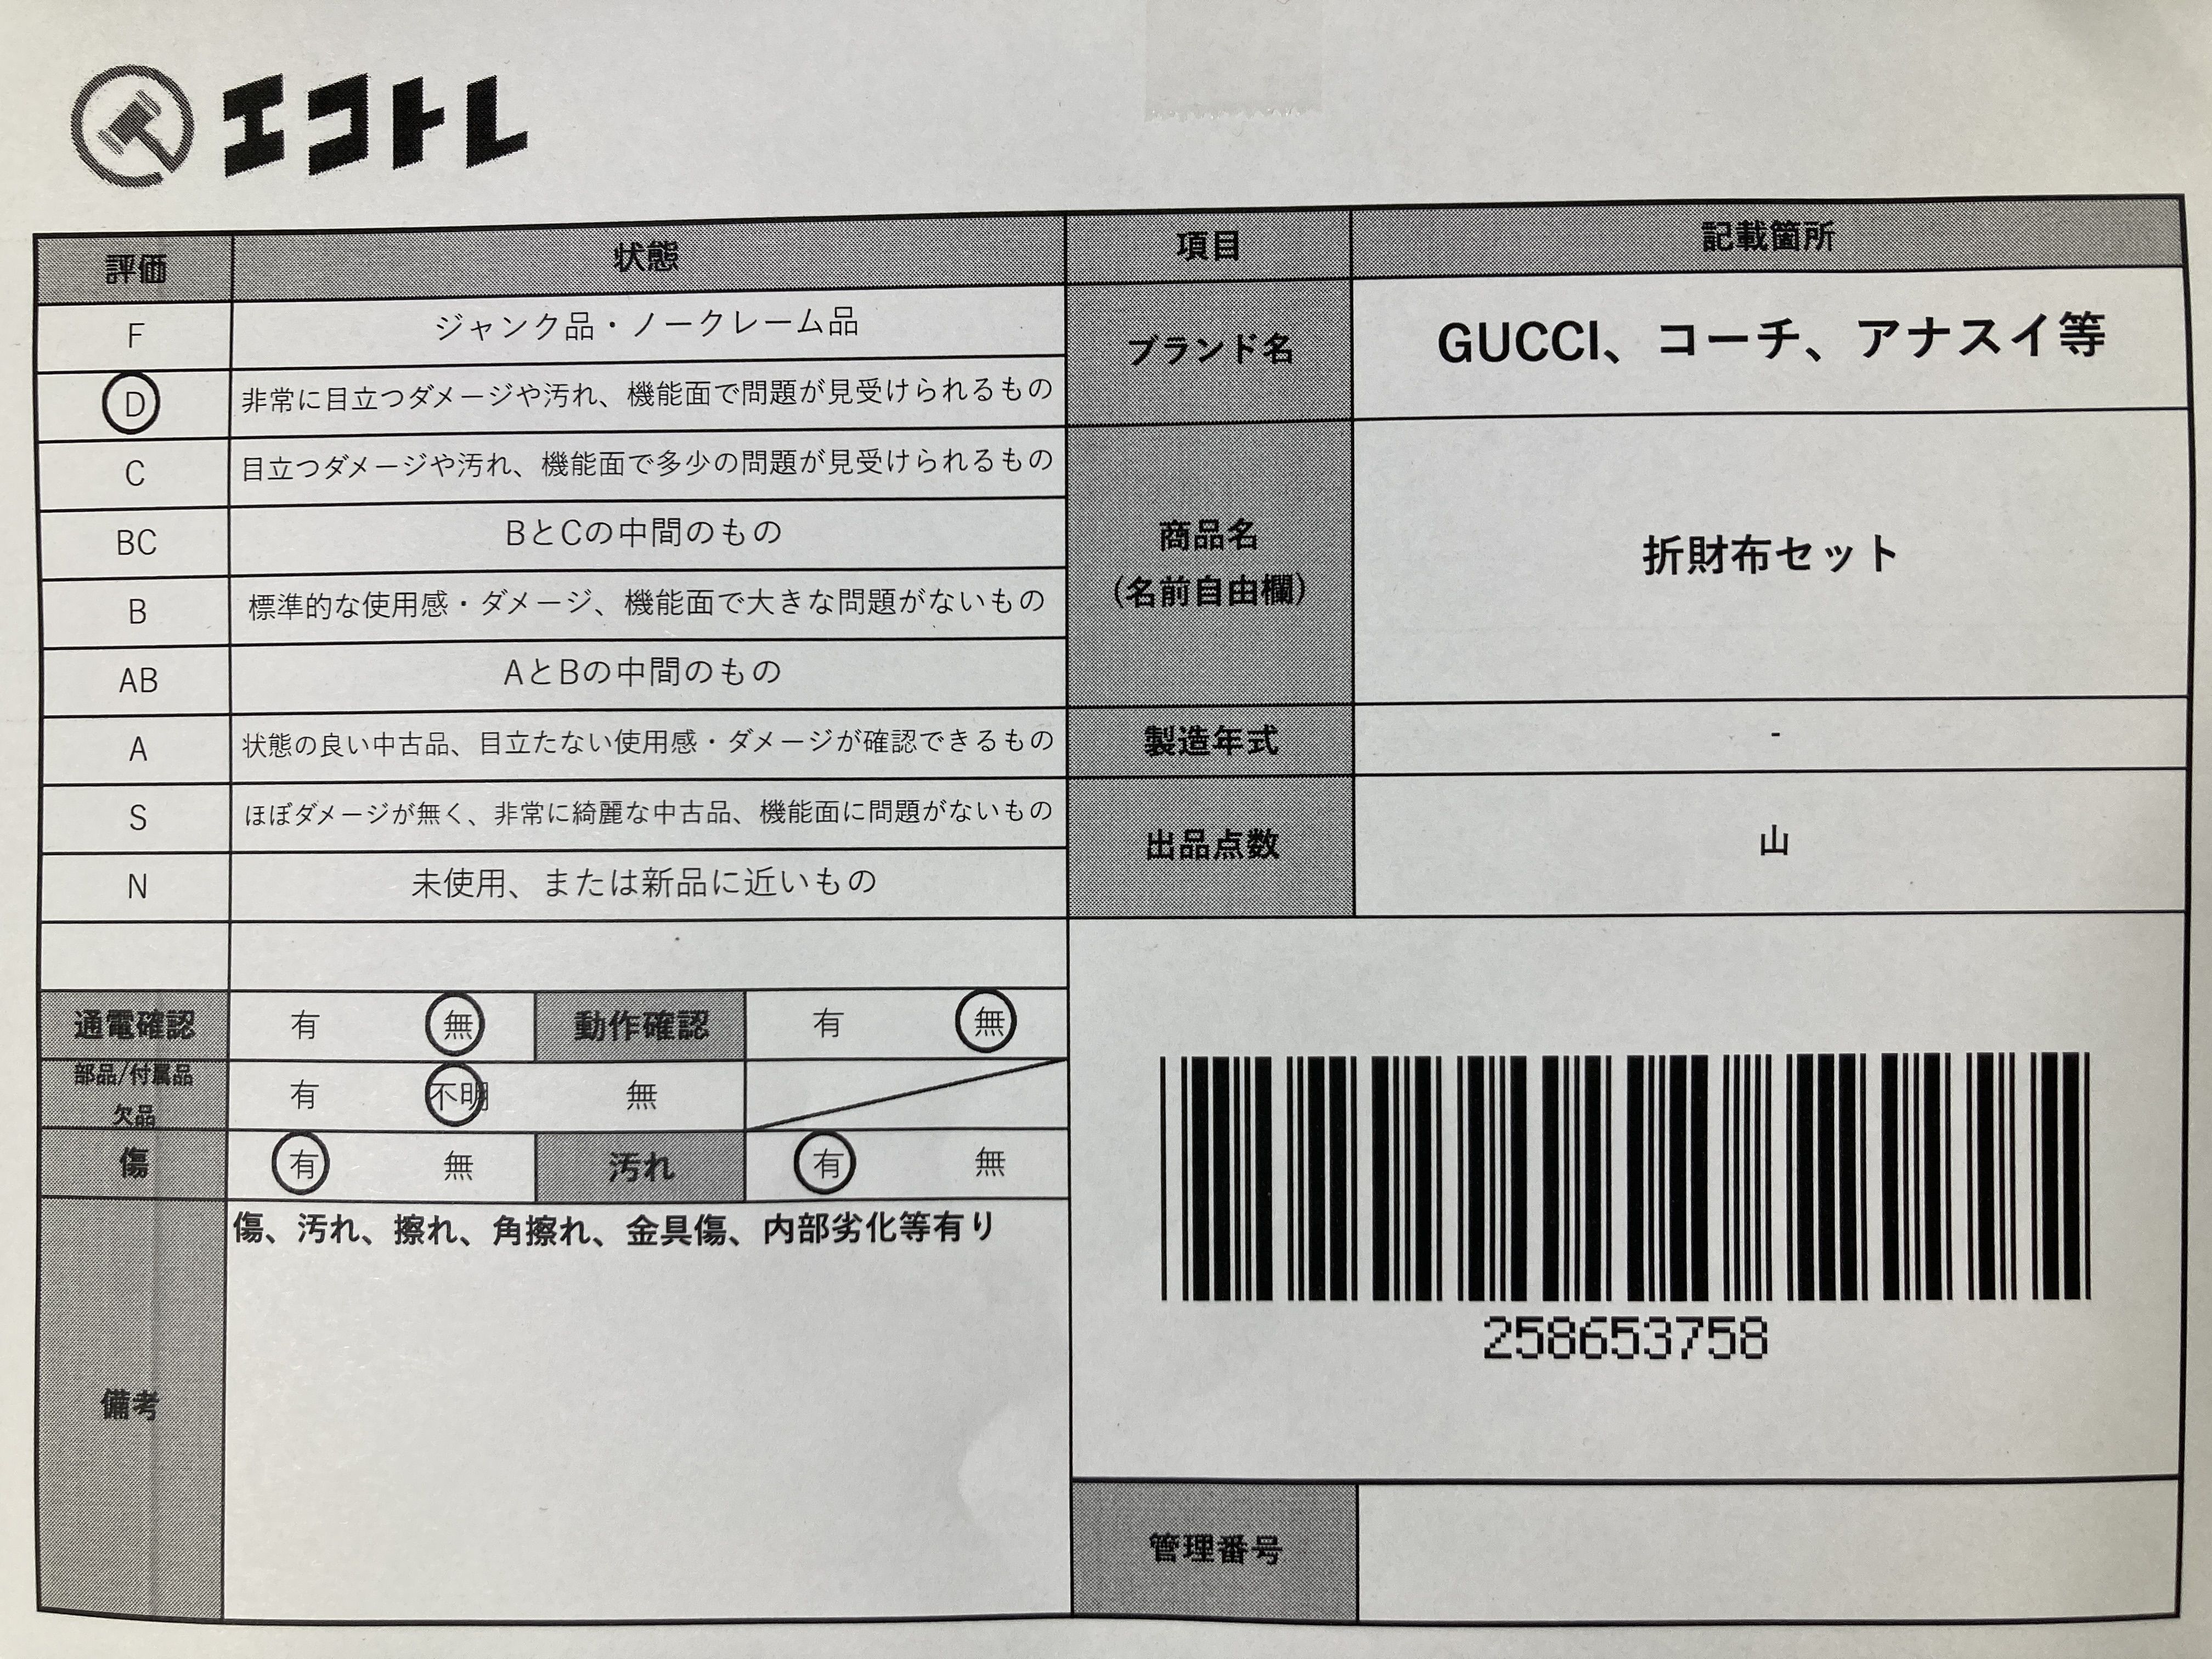 エコトレ
評価 状態
F ジャンク品・ノークレーム品
D 非常に目立つダメージや汚れ、機能面で問題が見受けられるもの
C 目立つダメージや汚れ、機能面で多少の問題が見受けられるもの
BC BとCの中間のもの
B 標準的な使用感・ダメージ、機能面で大きな問題がないもの
AB AとBの中間のもの
A 状態の良い中古品、目立たない使用感・ダメージが確認できるもの
S ほぼダメージが無く、非常に綺麗な中古品、機能面に問題がないもの
N 未使用、または新品に近いもの
通電確認 有 無 動作確認 有 無
部品/付属品
欠品 有 不明 無
傷 有 無 汚れ 有 無
備考 傷、汚れ、擦れ、角擦れ、金具傷、内部劣化等有り
項目 記載箇所
ブランド名 GUCCI、コーチ、アナスイ等
商品名
(名前自由欄) 折財布セット
製造年式 -
出品点数 山
258653758
管理番号